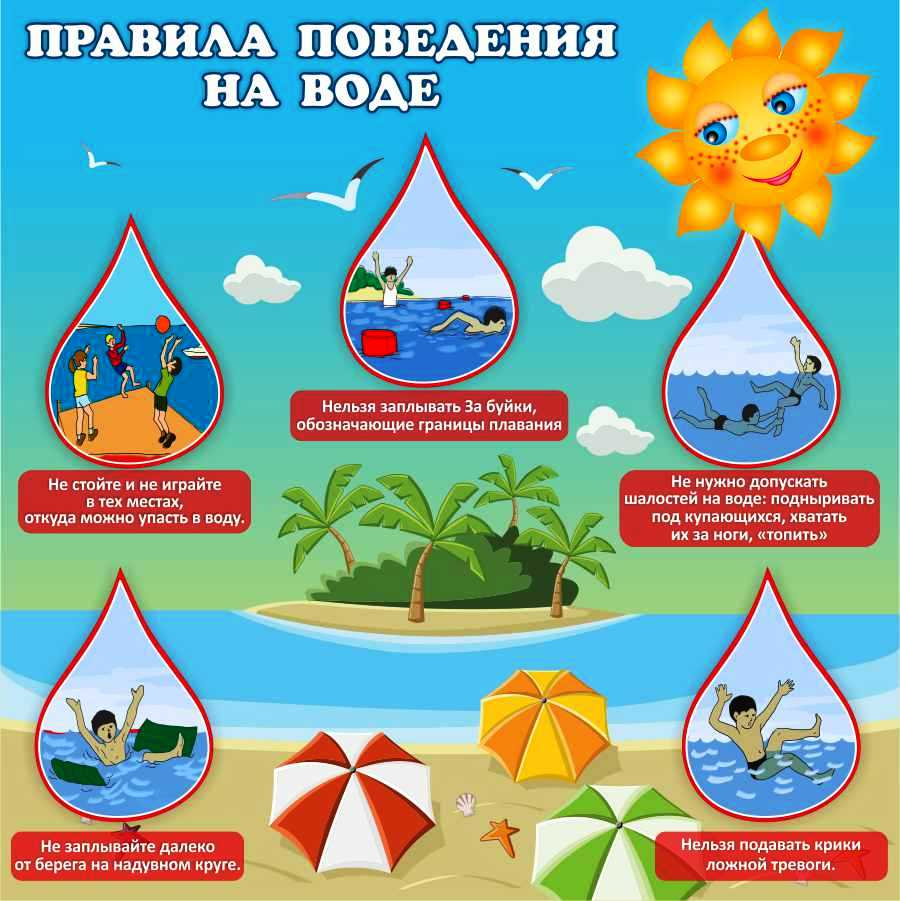 ПРАВИЛА ПОВЕДЕНИЯ
НА ВОДЕ
Нельзя заплывать За буйки,
обозначающие границы плавания
Не стойте и не играйте
в тех местах,
откуда можно упасть в воду.
Не нужно допускать
шалостей на воде: подныривать
под купающихся, хватать
их за ноги, «топить»
Не заплывайте далеко
от берега на надувном круге.
Нельзя подавать крики
ложной тревоги.